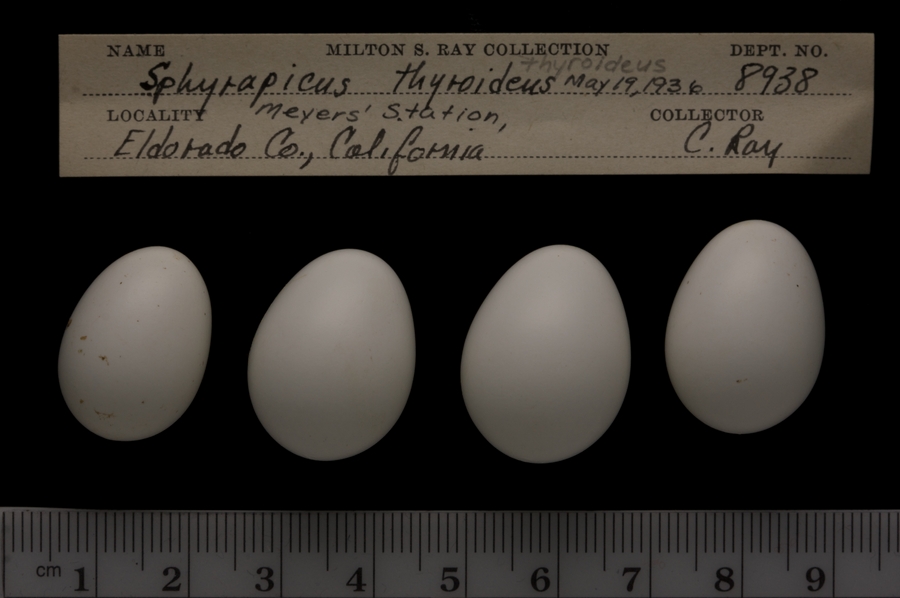 NAME MILTON S. RAY COLLECTION DEPT. NO.
thyroideus
Sphyrapicus thyroideus May 19, 1936 8938
LOCALITY Meyers' Station, COLLECTOR
Eldorado Co., California C. Ray
cm 1 2 3 4 5 6 7 8 9